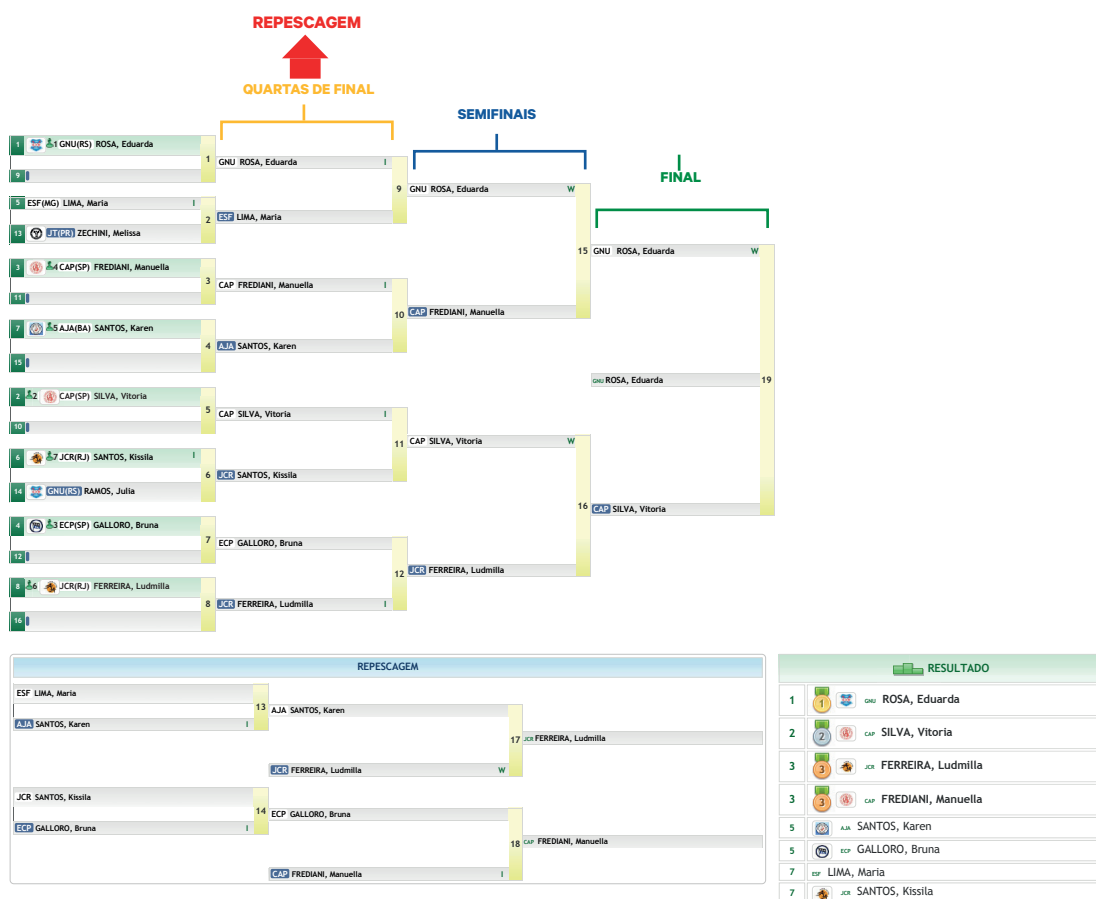 REPESCAGEM
QUARTAS DE FINAL
SEMIFINAIS
FINAL
1 1 GNU(RS) ROSA, Eduarda
9
1
5 ESF(MG) LIMA, Maria I
13 JT(PR) ZECHINI, Melissa
2
3 4 CAP(SP) FREDIANI, Manuella
11
3
7 5 AJA(BA) SANTOS, Karen
15
4
2 2 CAP(SP) SILVA, Vitoria
10
5
6 7 JCR(RJ) SANTOS, Kissila I
14 GNU(RS) RAMOS, Julia
6
4 3 ECP(SP) GALLORO, Bruna
12
7
8 6 JCR(RJ) FERREIRA, Ludmilla
16
8
GNU ROSA, Eduarda I
ESF LIMA, Maria
9
CAP FREDIANI, Manuella I
AJA SANTOS, Karen
10
CAP SILVA, Vitoria I
JCR SANTOS, Kissila
11
ECP GALLORO, Bruna
JCR FERREIRA, Ludmilla I
12
GNU ROSA, Eduarda W
CAP FREDIANI, Manuella
15
CAP SILVA, Vitoria W
JCR FERREIRA, Ludmilla
16
GNU ROSA, Eduarda W
GNU ROSA, Eduarda
19
CAP SILVA, Vitoria
REPESCAGEM
ESF LIMA, Maria
AJA SANTOS, Karen I
13
AJA SANTOS, Karen
JCR FERREIRA, Ludmilla W
17
JCR FERREIRA, Ludmilla
JCR SANTOS, Kissila
ECP GALLORO, Bruna I
14
ECP GALLORO, Bruna
CAP FREDIANI, Manuella I
18
CAP FREDIANI, Manuella
RESULTADO
1 1 GNU ROSA, Eduarda
2 2 CAP SILVA, Vitoria
3 3 JCR FERREIRA, Ludmilla
3 3 CAP FREDIANI, Manuella
5 AJA SANTOS, Karen
5 ECP GALLORO, Bruna
7 ESF LIMA, Maria
7 JCR SANTOS, Kissila